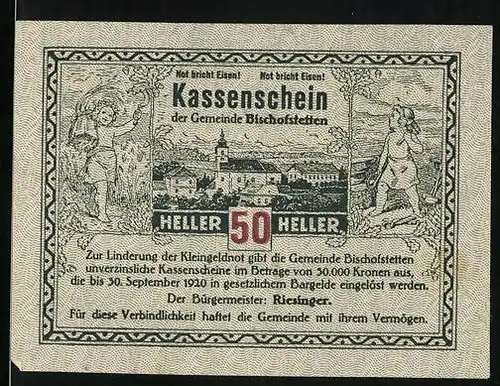 Not bricht Eisen! Not bricht Eisen!
Kassenschein
der Gemeinde Bischofstetten
HELLER 50 HELLER
Zur Linderung der Kleingeldnot gibt die Gemeinde Bischofstetten
unverzinsliche Kassenscheine im Betrage von 30.000 Kronen aus,
die bis 30. September 1920 in gesetzlichem Bargelde eingelöst werden.
Der Bürgermeister: Riesinger.
Für diese Verbindlichkeit haftet die Gemeinde mit ihrem Vermögen.